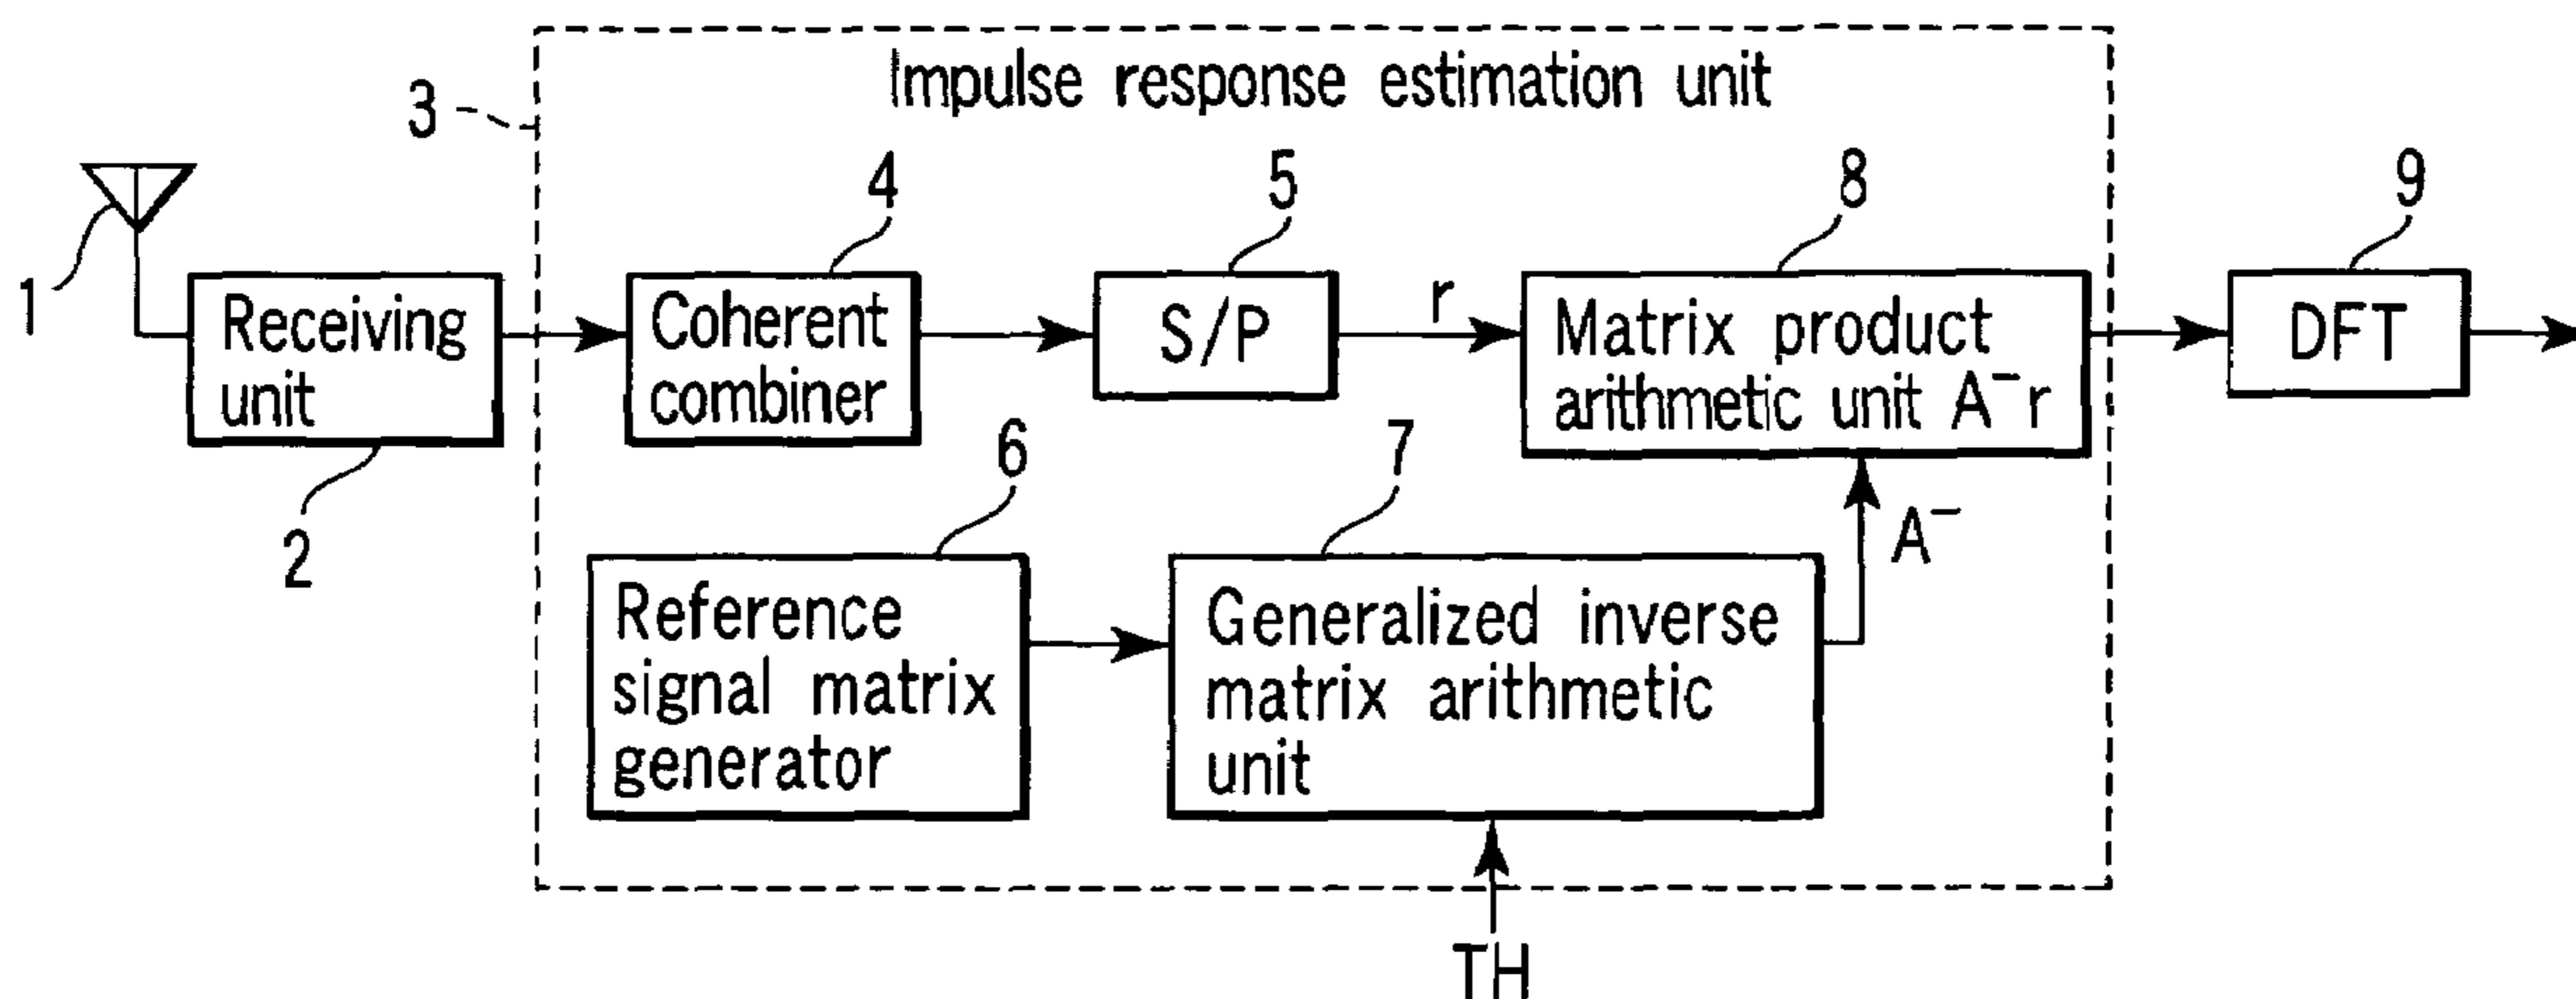 Impulse response estimation unit
3
1
Receiving
unit
2
4
Coherent
combiner
5
S/P
r
8
Matrix product
arithmetic unit A⁻r
9
DFT
6
Reference
signal matrix
generator
7
Generalized inverse
matrix arithmetic
unit
A⁻
TH